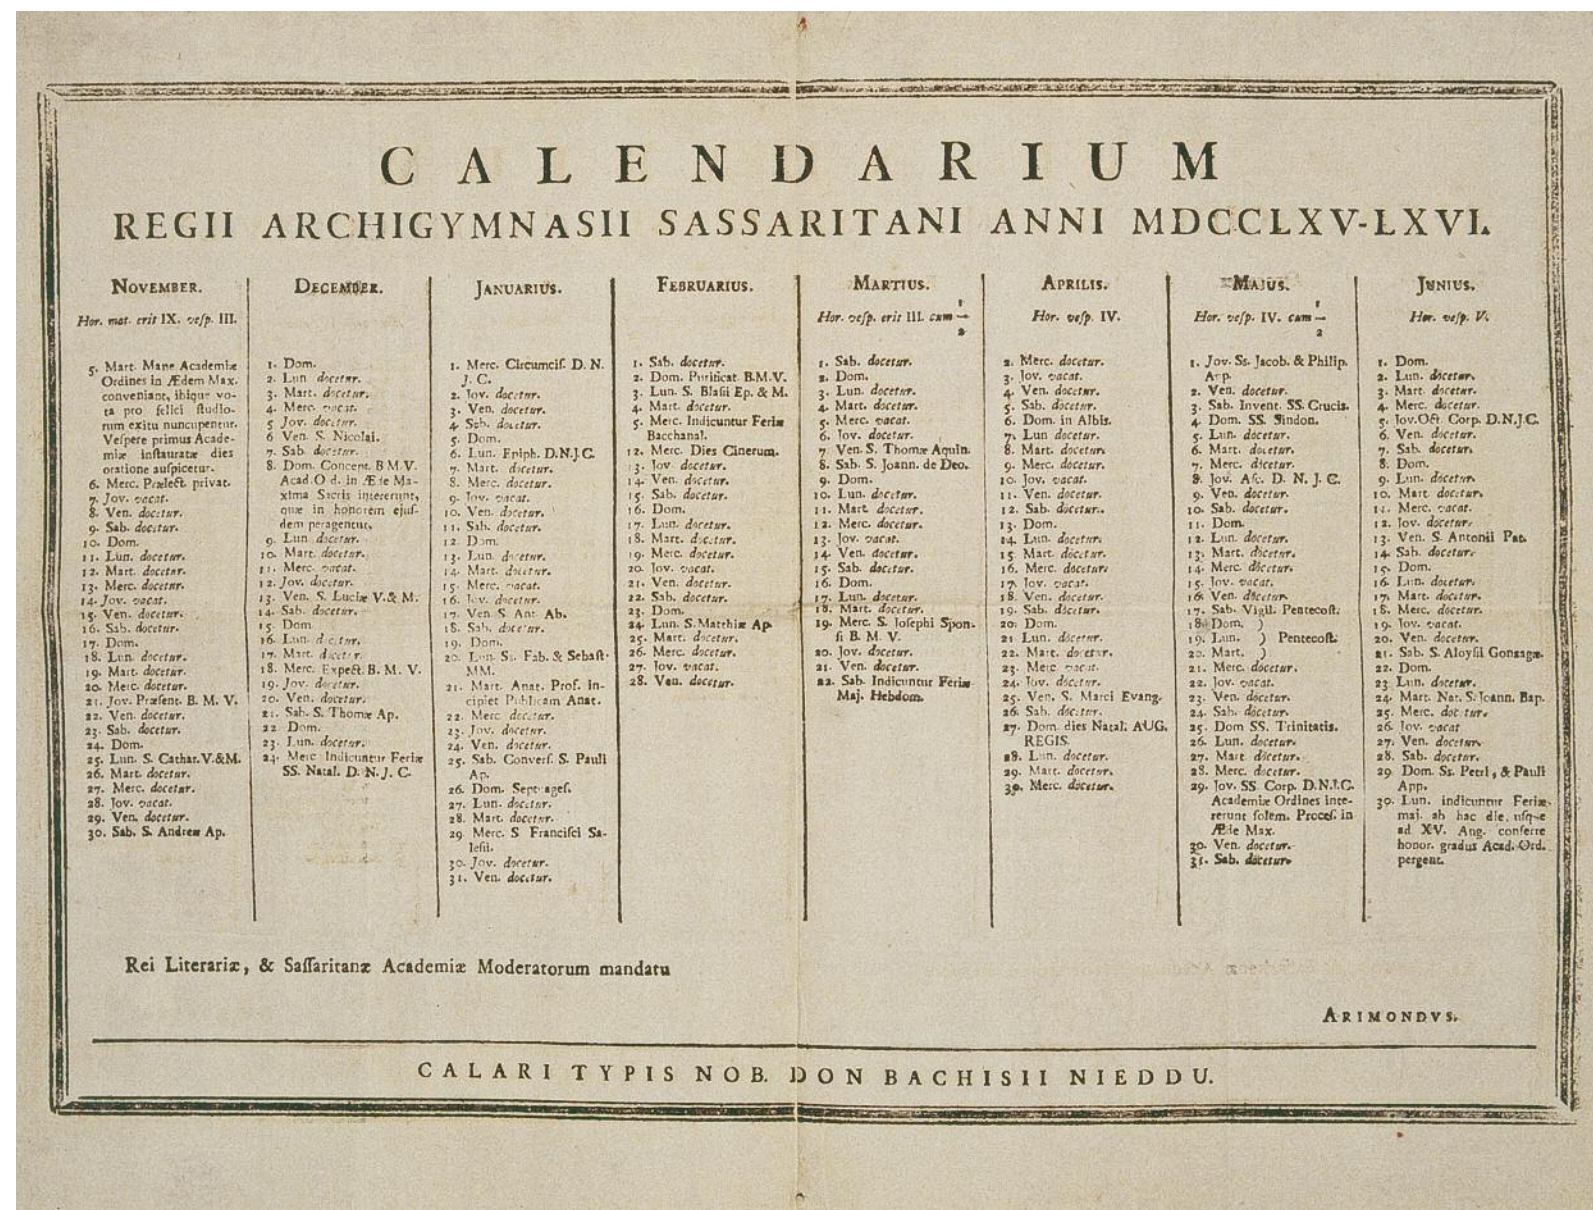 CALENDARIUM
REGII ARCHIGYMNASII SASSARITANI ANNI MDCCLXV-LXVI.
NOVEMBER.
Hor. mat. erit IX. vesp. III.
5. Mart. Mane Academiæ
Ordines in Ædem Max.
conveniant, ibique vo-
ta pro felici studio-
rum exitu nuncupentur.
Vespere primus Acade-
miæ instauratæ dies
oratione auspicetur.
6. Merc. Prælect. privat.
7. Jov. vacat.
8. Ven. docetur.
9. Sab. docetur.
10. Dom.
11. Lun. docetur.
12. Mart. docetur.
13. Merc. docetur.
14. Jov. vacat.
15. Ven. docetur.
16. Sab. docetur.
17. Dom.
18. Lun. docetur.
19. Mart. docetur.
20. Merc. docetur.
21. Jov. Præsent. B. M. V.
22. Ven. docetur.
23. Sab. docetur.
24. Dom.
25. Lun. S. Cathar. V.&M.
26. Mart. docetur.
27. Merc. docetur.
28. Jov. vacat.
29. Ven. docetur.
30. Sab. S. Andreæ Ap.
DECEMBER.
1. Dom.
2. Lun docetur.
3. Mart. docetur.
4. Merc. vacat.
5 Jov. docetur.
6 Ven. S. Nicolai.
7. Sab. docetur.
8. Dom. Concept. B M.V.
Acad. O d. in Æde Ma-
xima Sacris intererunt,
quæ in honorem ejus-
dem peragentur.
9. Lun docetur.
10. Mart. docetur.
11. Merc. vacat.
12. Jov. docetur.
13. Ven. S. Luciæ V.& M.
14. Sab. docetur.
15. Dom
16. Lun. docetur.
17. Mart. docetur.
18. Merc. Expect. B. M. V.
19. Jov. docetur.
20. Ven. docetur.
21. Sab. S. Thomæ Ap.
22. Dom.
23. Lun. docetur.
24. Merc Indicuntur Feriæ
SS. Natal. D. N. J. C.
JANUARIUS.
1. Merc. Circumcis. D. N.
J. C.
2. Jov. docetur.
3. Ven. docetur.
4. Sab. docetur.
5. Dom.
6. Lun. Epiph. D.N.J.C.
7. Mart. docetur.
8. Merc. docetur.
9. Jov. vacat.
10. Ven. docetur.
11. Sab. docetur.
12. Dom.
13. Lun. docetur.
14. Mart. docetur.
15. Merc. vacat.
16. Jov. docetur.
17. Ven S. Ant. Ab.
18. Sab. docetur.
19. Dom.
20. Lun. Ss. Fab. & Sebast.
MM.
21. Mart. Anat. Prof. in-
cipiet Publicam Anat.
22. Merc docetur.
23. Jov. docetur.
24. Ven. docetur.
25. Sab. Convers. S. Pauli
Ap.
26. Dom. Septuages.
27. Lun. docetur.
28. Mart. docetur.
29 Merc. S Francisci Sa-
lesii.
30. Jov. docetur.
31. Ven. docetur.
FEBRUARIUS.
1. Sab. docetur.
2. Dom. Purificat. B.M.V.
3. Lun. S. Blasii Ep. & M.
4. Mart. docetur.
5. Merc. Indicuntur Feriæ
Bacchanal.
12. Merc. Dies Cinerum.
13. Jov docetur.
14. Ven. docetur.
15. Sab. docetur.
16. Dom.
17. Lun. docetur.
18. Mart. docetur.
19. Merc. docetur.
20. Jov. vacat.
21. Ven. docetur.
22. Sab. docetur.
23. Dom.
24. Lun. S. Matthiæ Ap.
25. Mart. docetur.
26. Merc. docetur.
27. Jov. vacat.
28. Ven. docetur.
MARTIUS.
Hor. vesp. erit III. cum 1/2
1. Sab. docetur.
2. Dom.
3. Lun. docetur.
4. Mart. docetur.
5. Merc. vacat.
6. Jov. docetur.
7. Ven. S. Thomæ Aquin.
8. Sab. S. Joann. de Deo.
9. Dom.
10. Lun. docetur.
11. Mart docetur.
12. Merc. docetur.
13. Jov. vacat.
14. Ven. docetur.
15. Sab. docetur.
16. Dom.
17. Lun. docetur.
18. Mart. docetur.
19. Merc. S. Josephi Spon-
si B. M. V.
20. Jov. docetur.
21. Ven. docetur.
22. Sab. Indicuntur Feriæ
Maj. Hebdom.
APRILIS.
Hor. vesp. IV.
2. Merc. docetur.
3. Jov. vacat.
4. Ven. docetur.
5. Sab. docetur.
6. Dom. in Albis.
7. Lun docetur.
8. Mart. docetur.
9. Merc. docetur.
10. Jov. vacat.
11. Ven. docetur.
12. Sab. docetur.
13. Dom.
14. Lun. docetur.
15. Mart. docetur.
16. Merc. docetur.
17. Jov. vacat.
18. Ven. docetur.
19. Sab. docetur.
20. Dom.
21 Lun. docetur.
22. Mart. docetur.
23. Merc. vacat.
24. Jov. docetur.
25. Ven. S. Marci Evang.
26. Sab. docetur.
27. Dom. dies Natal. AUG.
REGIS.
28. Lun. docetur.
29. Mart. docetur.
30. Merc. docetur.
MAJUS.
Hor. vesp. IV. cum 1/2
1. Jov. Ss. Jacob. & Philip.
App.
2. Ven. docetur.
3. Sab. Invent. SS. Crucis.
4. Dom. SS. Sindon.
5. Lun. docetur.
6. Mart. docetur.
7. Merc. docetur.
8. Jov. Asc. D. N. J. C.
9. Ven. docetur.
10. Sab. docetur.
11. Dom.
12. Lun. docetur.
13. Mart. docetur.
14. Merc. docetur.
15. Jov. vacat.
16. Ven. docetur.
17. Sab. Vigil. Pentecost.
18. Dom. )
19. Lun. ) Pentecost.
20. Mart. )
21. Merc. docetur.
22. Jov. vacat.
23. Ven. docetur.
24. Sab. docetur.
25. Dom SS. Trinitatis.
26. Lun. docetur.
27. Mart. docetur.
28. Merc. docetur.
29. Jov. SS. Corp. D.N.J.C.
Academiæ Ordines inte-
rerunt solem. Proces. in
Æde Max.
30. Ven. docetur.
31. Sab. docetur.
JUNIUS.
Hor. vesp. V.
1. Dom.
2. Lun. docetur.
3. Mart. docetur.
4. Merc. docetur.
5. Jov. Oct. Corp. D.N.J.C.
6. Ven. docetur.
7. Sab. docetur.
8. Dom.
9. Lun. docetur.
10. Mart. docetur.
11. Merc. vacat.
12. Jov. docetur.
13. Ven. S. Antonii Pat.
14. Sab. docetur.
15. Dom.
16. Lun. docetur.
17. Mart. docetur.
18. Merc. docetur.
19. Jov. vacat.
20. Ven. docetur.
21. Sab. S. Aloysii Gonzagæ.
22. Dom.
23 Lun. docetur.
24. Mart. Nat. S. Joann. Bap.
25. Merc. docetur.
26. Jov. vacat
27. Ven. docetur.
28. Sab. docetur.
29 Dom. Ss. Petri, & Pauli
App.
30. Lun. indicuntur Feriæ
maj. ab hac die, usque
ad XV. Aug. conferre
honor. gradus Acad. Ord.
pergent.
Rei Literariæ, & Sassaritanæ Academiæ Moderatorum mandatu
ARIMONDVS.
CALARI TYPIS NOB. DON BACHISII NIEDDU.